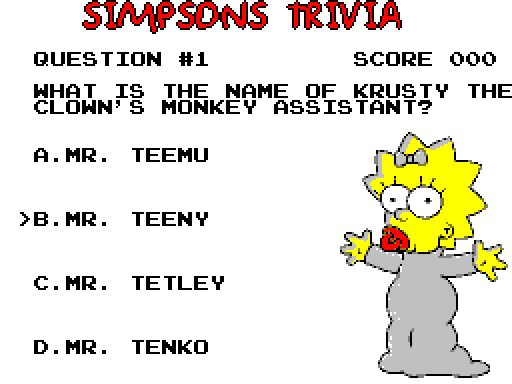 SIMPSONS TRIVIA
QUESTION #1 SCORE 000
WHAT IS THE NAME OF KRUSTY THE
CLOWN'S MONKEY ASSISTANT?
A.MR. TEEMU
>B.MR. TEENY
C.MR. TETLEY
D.MR. TENKO